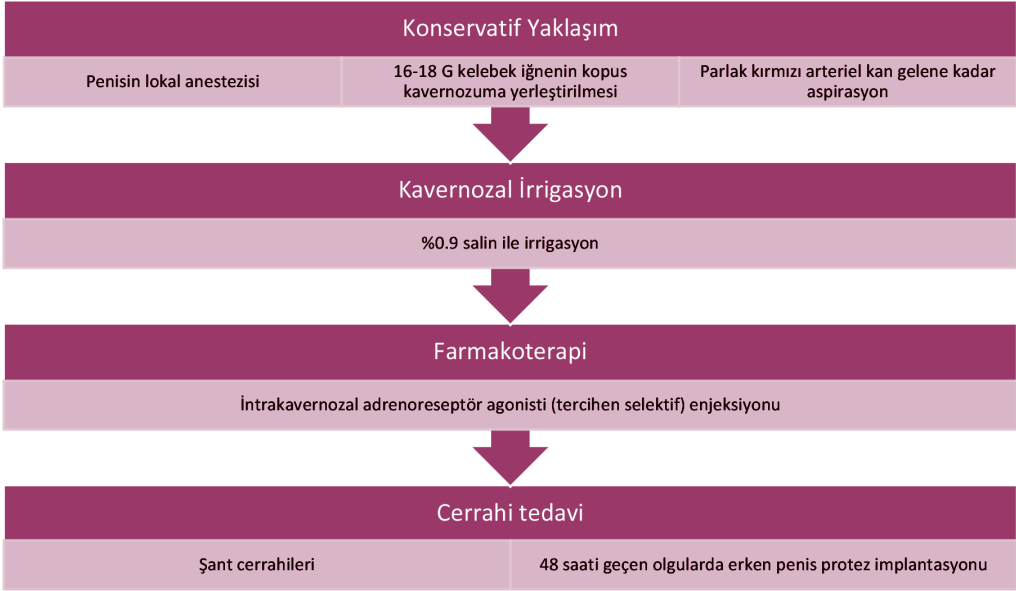 Konservatif Yaklaşım
Penisin lokal anestezisi
16-18 G kelebek iğnenin kopus
kavernozuma yerleştirilmesi
Parlak kırmızı arteriel kan gelene kadar
aspirasyon
Kavernozal İrrigasyon
%0.9 salin ile irrigasyon
Farmakoterapi
İntrakavernozal adrenoreseptör agonisti (tercihen selektif) enjeksiyonu
Cerrahi tedavi
Şant cerrahileri
48 saati geçen olgularda erken penis protez implantasyonu